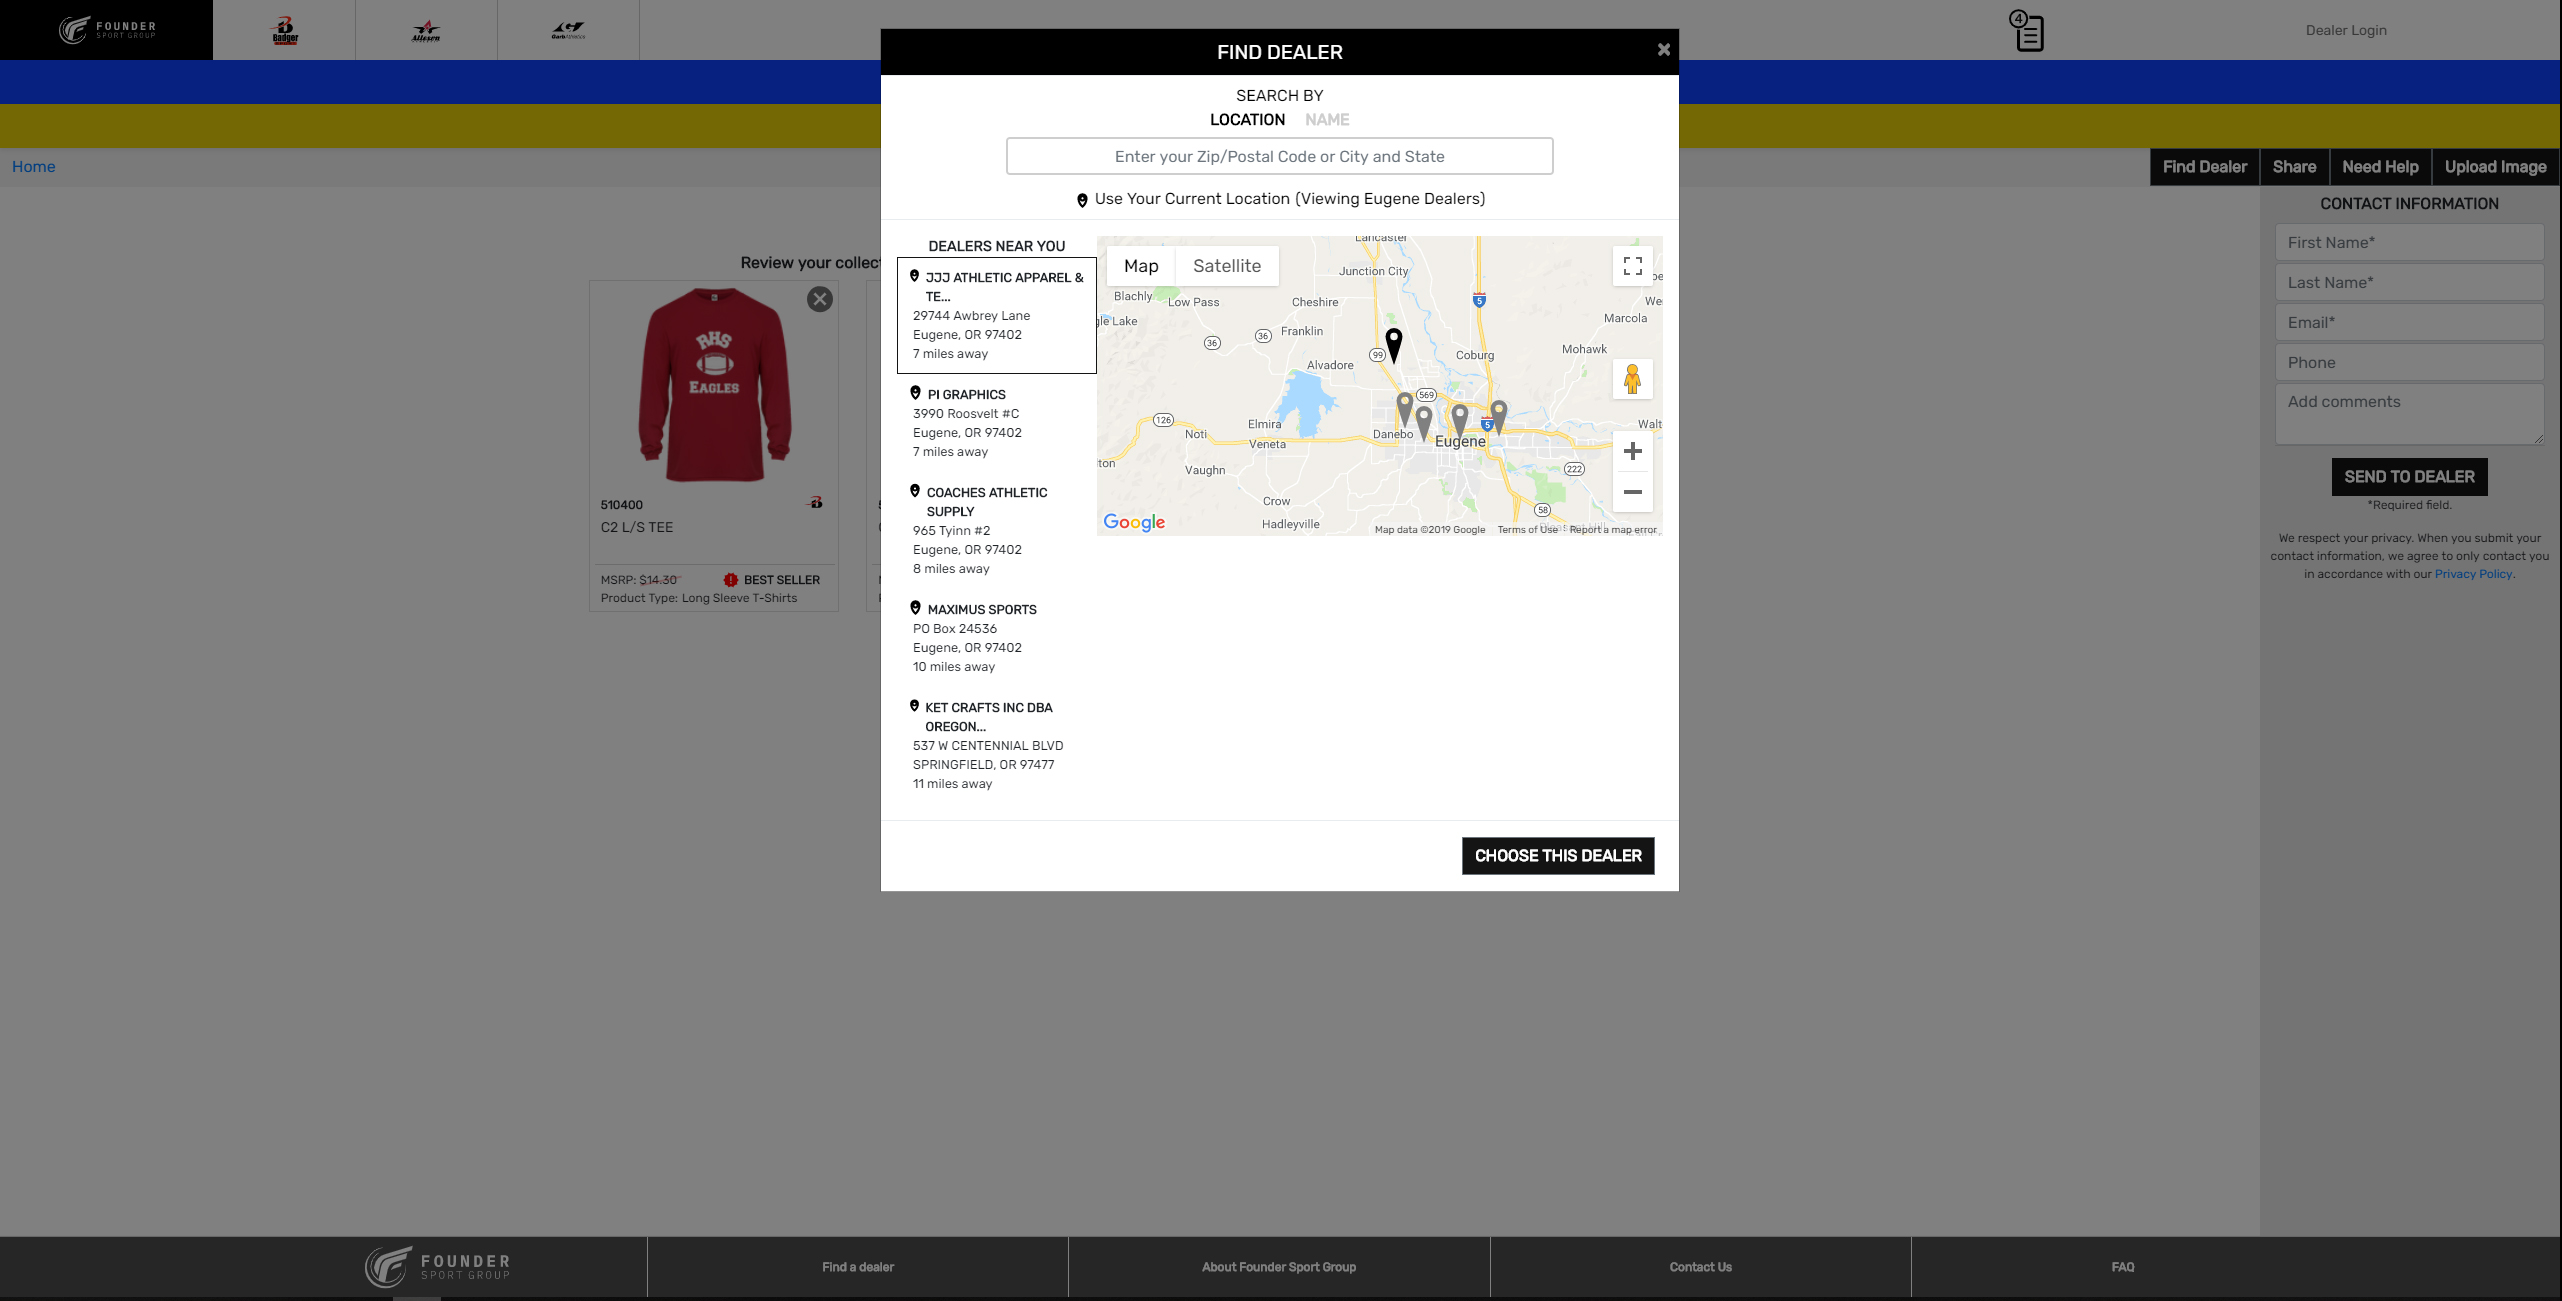 FOUNDER
SPORT GROUP
Badger
Alleson
Garb Athletics
4
Dealer Login
FIND DEALER
SEARCH BY
LOCATION NAME
Enter your Zip/Postal Code or City and State
Use Your Current Location (Viewing Eugene Dealers)
Home
Find Dealer
Share
Need Help
Upload Image
Review your collec
RHS
EAGLES
510400
C2 L/S TEE
MSRP: $14.30
BEST SELLER
Product Type: Long Sleeve T-Shirts
DEALERS NEAR YOU
JJJ ATHLETIC APPAREL &
TE...
29744 Awbrey Lane
Eugene, OR 97402
7 miles away
PI GRAPHICS
3990 Roosvelt #C
Eugene, OR 97402
7 miles away
COACHES ATHLETIC
SUPPLY
965 Tyinn #2
Eugene, OR 97402
8 miles away
MAXIMUS SPORTS
PO Box 24536
Eugene, OR 97402
10 miles away
KET CRAFTS INC DBA
OREGON...
537 W CENTENNIAL BLVD
SPRINGFIELD, OR 97477
11 miles away
Map
Satellite
Lancaster
Junction City
Blachly
Low Pass
Cheshire
5
We
gle Lake
Marcola
36
36
Franklin
99
Coburg
Mohawk
Alvadore
569
126
Elmira
Noti
Veneta
Danebo
Eugene
5
Walt
lton
Vaughn
222
Crow
58
Hadleyville
Google
Map data ©2019 Google
Terms of Use
Report a map error
CHOOSE THIS DEALER
CONTACT INFORMATION
First Name*
Last Name*
Email*
Phone
Add comments
SEND TO DEALER
*Required field.
We respect your privacy. When you submit your
contact information, we agree to only contact you
in accordance with our Privacy Policy.
FOUNDER
SPORT GROUP
Find a dealer
About Founder Sport Group
Contact Us
FAQ